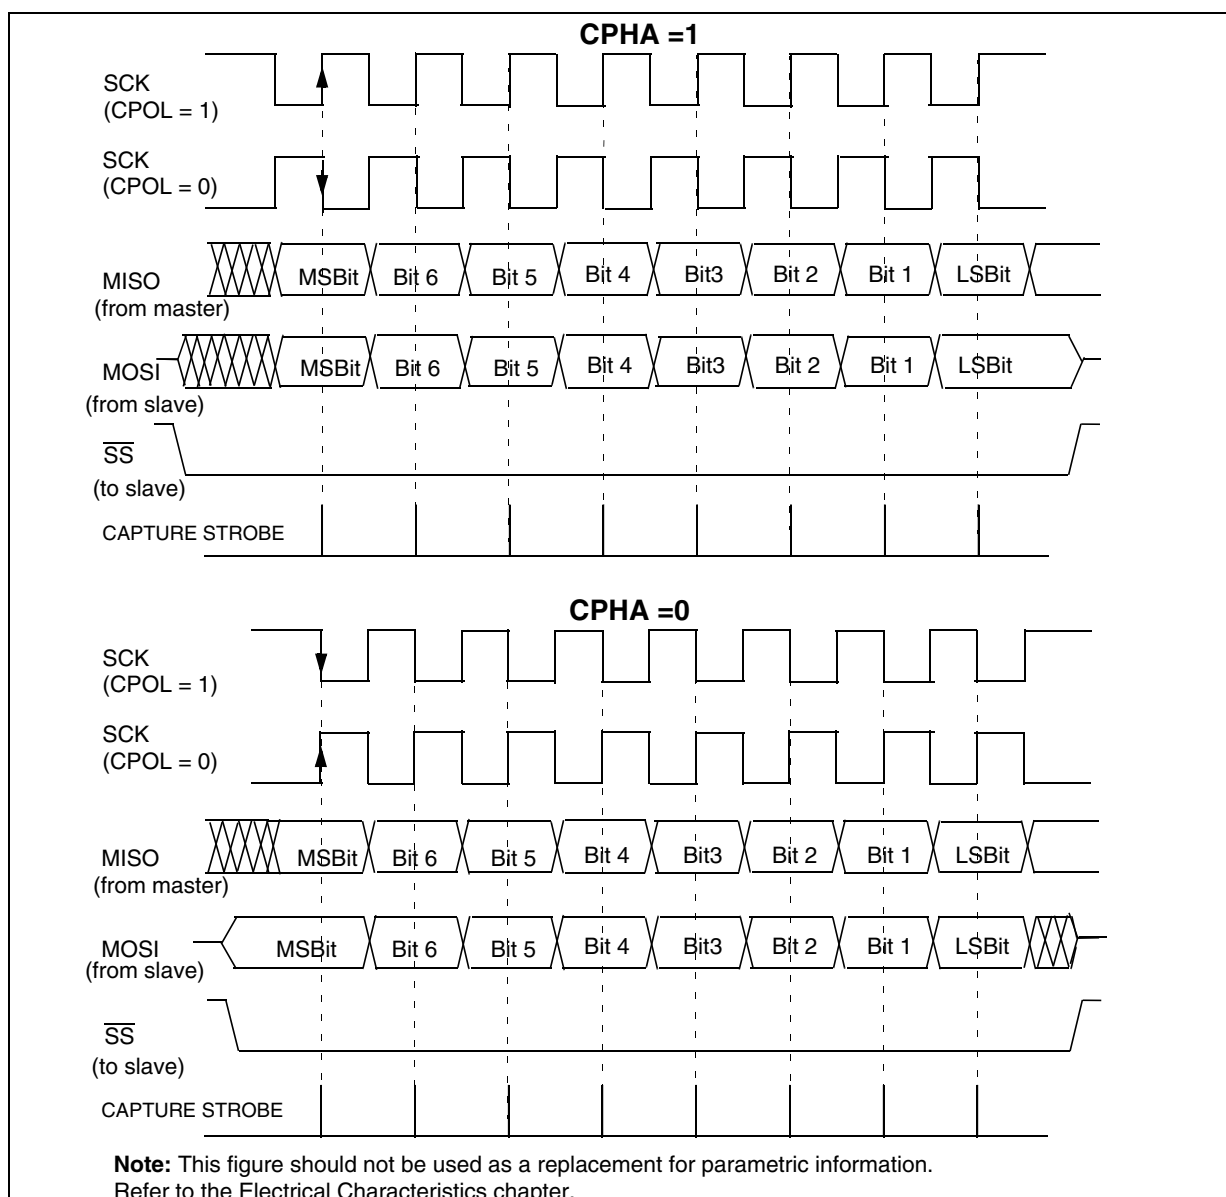 CPHA =1
SCK
(CPOL = 1)
SCK
(CPOL = 0)
MISO
(from master)
MSBit Bit 6 Bit 5 Bit 4 Bit3 Bit 2 Bit 1 LSBit
MOSI
(from slave)
MSBit Bit 6 Bit 5 Bit 4 Bit3 Bit 2 Bit 1 LSBit
SS
(to slave)
CAPTURE STROBE
CPHA =0
SCK
(CPOL = 1)
SCK
(CPOL = 0)
MISO
(from master)
MSBit Bit 6 Bit 5 Bit 4 Bit3 Bit 2 Bit 1 LSBit
MOSI
(from slave)
MSBit Bit 6 Bit 5 Bit 4 Bit3 Bit 2 Bit 1 LSBit
SS
(to slave)
CAPTURE STROBE
Note: This figure should not be used as a replacement for parametric information.
Refer to the Electrical Characteristics chapter.